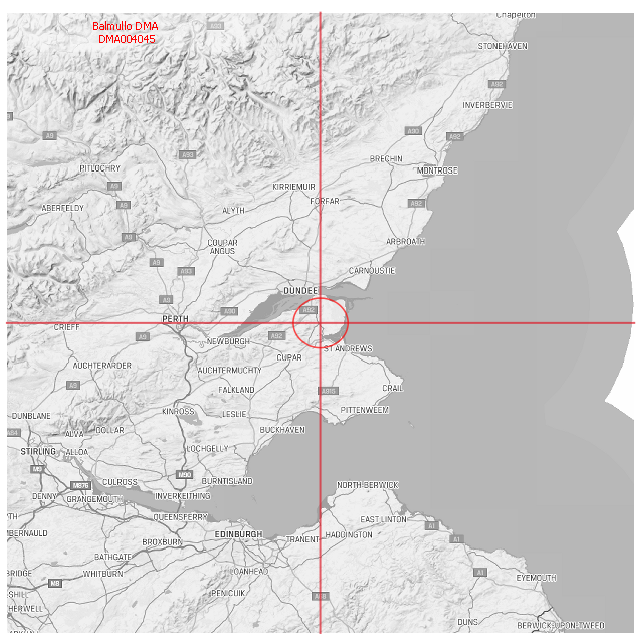 Balmullo DMA
DMA004045
Chapelton
STONEHAVEN
A93
A92
INVERBERVIE
A9
A90
A92
A93
BRECHIN
PITLOCHRY
MONTROSE
A9
KIRRIEMUIR
FORFAR
A9
A92
ABERFELDY
ALYTH
A9
COUPAR
ANGUS
ARBROATH
A9
A93
CARNOUSTIE
DUNDEE
A9
A90
A92
PERTH
CRIEFF
A9
A92
NEWBURGH
ST ANDREWS
CUPAR
AUCHTERARDER
AUCHTERMUCHTY
A9
FALKLAND
A915
CRAIL
KINROSS
LESLIE
PITTENWEEM
DUNBLANE
A84
ALVA
DOLLAR
BUCKHAVEN
STIRLING
ALLOA
LOCHGELLY
M9
M90
CULROSS
BURNTISLAND
M876
NORTH BERWICK
DENNY
GRANGEMOUTH
INVERKEITHING
QUEENSFERRY
EAST LINTON
A1
EDINBURGH
HADDINGTON
TRANENT
BROXBURN
A1
BATHGATE
WHITBURN
LOANHEAD
A1
EYEMOUTH
M8
PENICUIK
A68
DUNS
BERWICK-UPON-TWEED